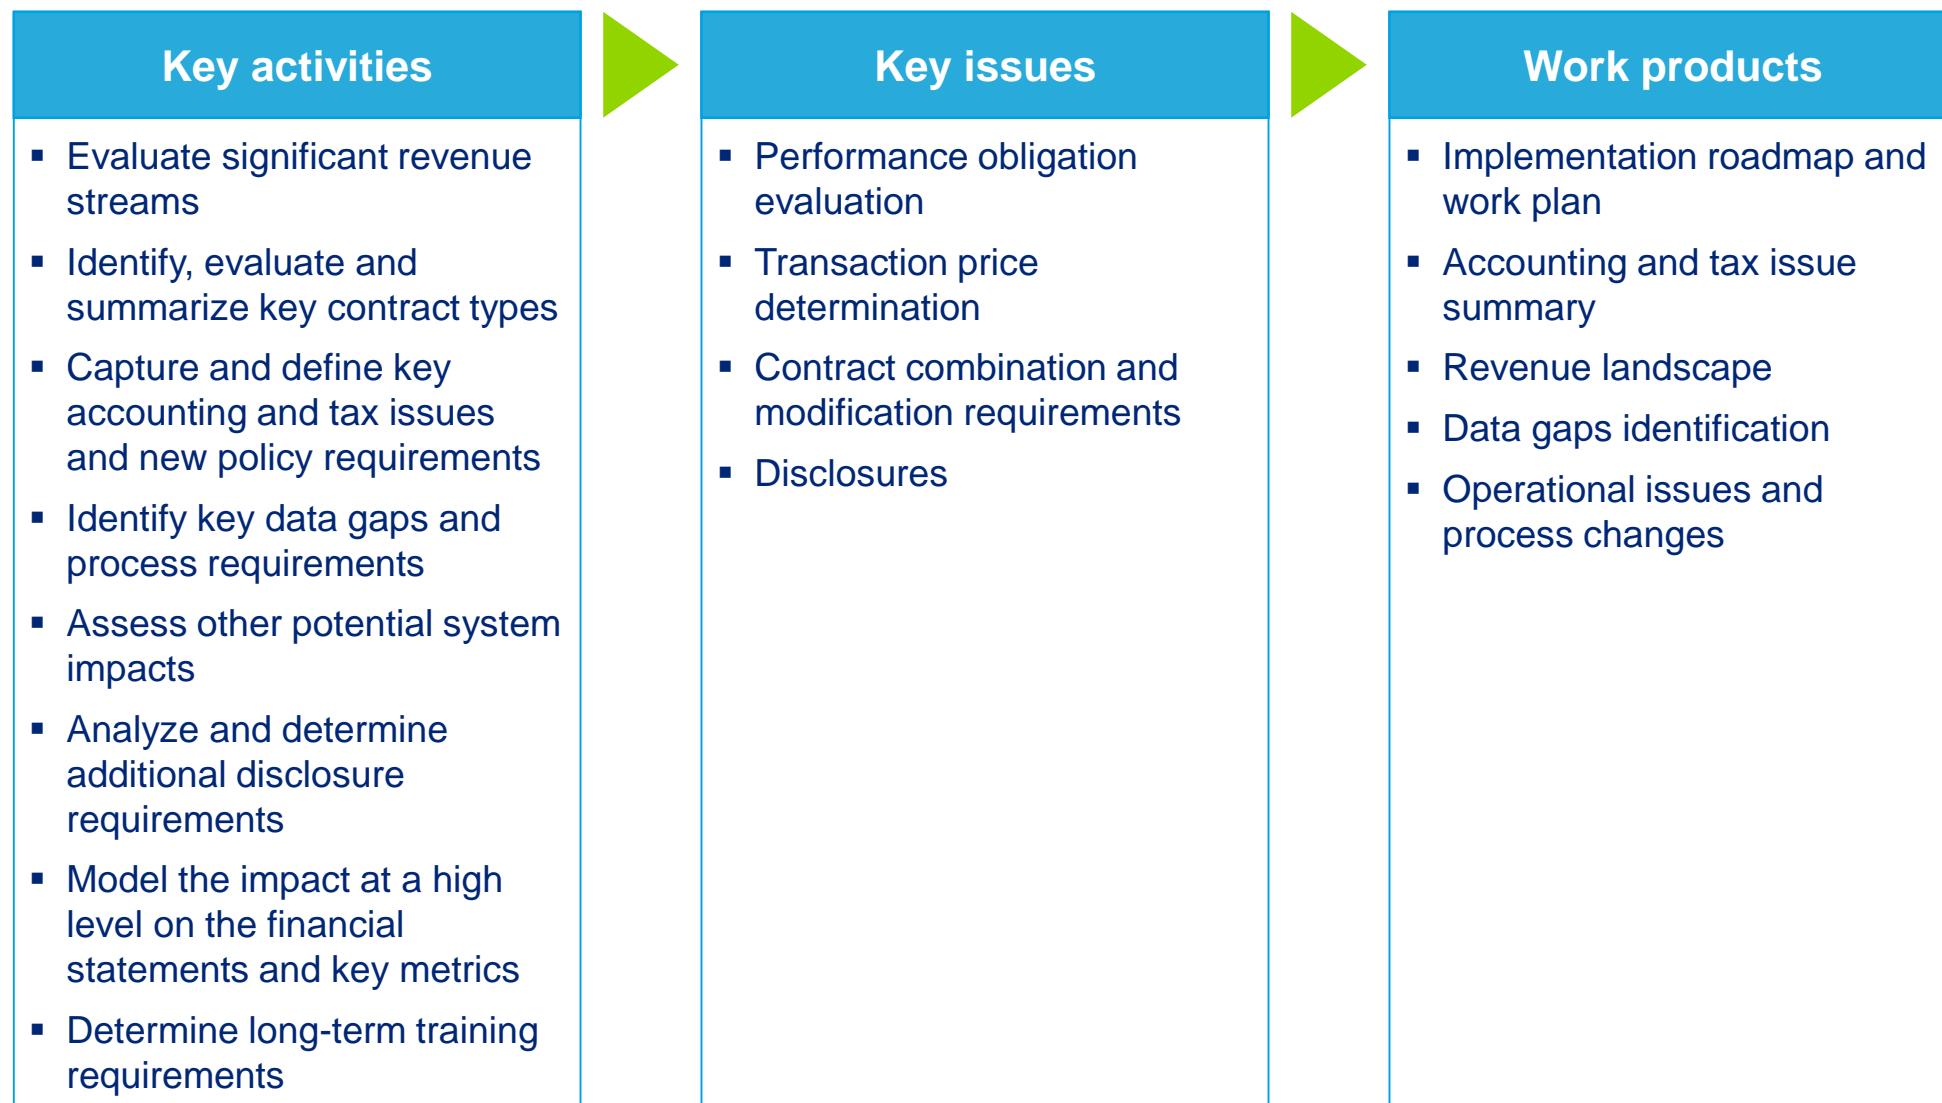 Key activities
▪ Evaluate significant revenue
streams
▪ Identify, evaluate and
summarize key contract types
▪ Capture and define key
accounting and tax issues
and new policy requirements
▪ Identify key data gaps and
process requirements
▪ Assess other potential system
impacts
▪ Analyze and determine
additional disclosure
requirements
▪ Model the impact at a high
level on the financial
statements and key metrics
▪ Determine long-term training
requirements
Key issues
▪ Performance obligation
evaluation
▪ Transaction price
determination
▪ Contract combination and
modification requirements
▪ Disclosures
Work products
▪ Implementation roadmap and
work plan
▪ Accounting and tax issue
summary
▪ Revenue landscape
▪ Data gaps identification
▪ Operational issues and
process changes